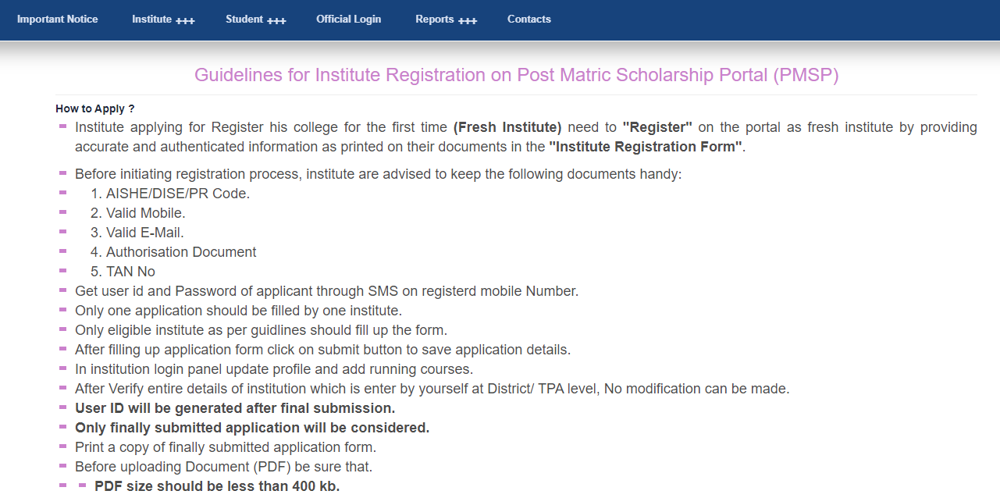 Important Notice Institute +++ Student +++ Official Login Reports +++ Contacts
Guidelines for Institute Registration on Post Matric Scholarship Portal (PMSP)
How to Apply ?
Institute applying for Register his college for the first time (Fresh Institute) need to "Register" on the portal as fresh institute by providing
accurate and authenticated information as printed on their documents in the "Institute Registration Form".
Before initiating registration process, institute are advised to keep the following documents handy:
1. AISHE/DISE/PR Code.
2. Valid Mobile.
3. Valid E-Mail.
4. Authorisation Document
5. TAN No
Get user id and Password of applicant through SMS on registerd mobile Number.
Only one application should be filled by one institute.
Only eligible institute as per guidlines should fill up the form.
After filling up application form click on submit button to save application details.
In institution login panel update profile and add running courses.
After Verify entire details of institution which is enter by yourself at District/ TPA level, No modification can be made.
User ID will be generated after final submission.
Only finally submitted application will be considered.
Print a copy of finally submitted application form.
Before uploading Document (PDF) be sure that.
PDF size should be less than 400 kb.